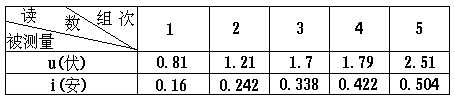 读 数 组 次 1 2 3 4 5
被测量
u(伏) 0.81 1.21 1.7 1.79 2.51
i(安) 0.16 0.242 0.338 0.422 0.504